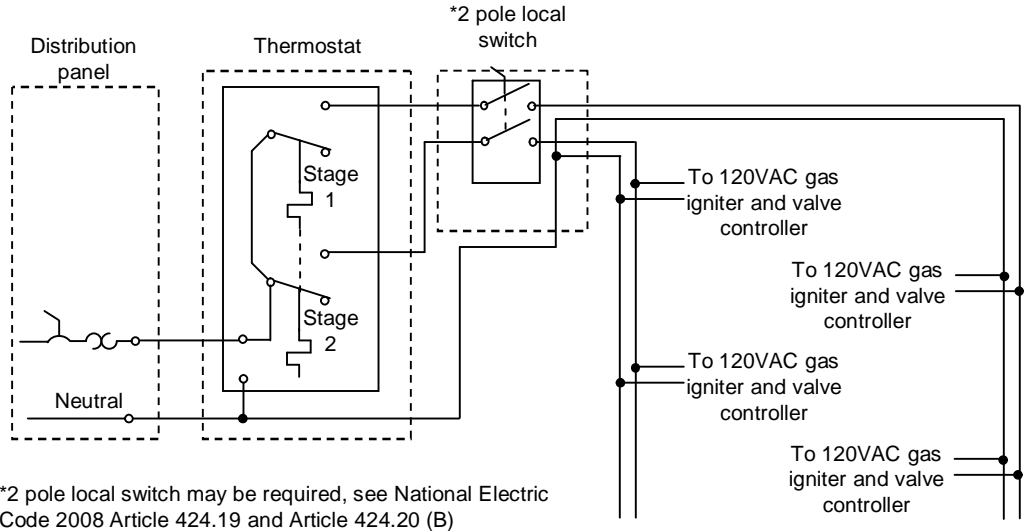 *2 pole local
switch
Distribution
panel
Thermostat
Stage
1
Stage
2
Neutral
To 120VAC gas
igniter and valve
controller
To 120VAC gas
igniter and valve
controller
To 120VAC gas
igniter and valve
controller
To 120VAC gas
igniter and valve
controller
*2 pole local switch may be required, see National Electric
Code 2008 Article 424.19 and Article 424.20 (B)